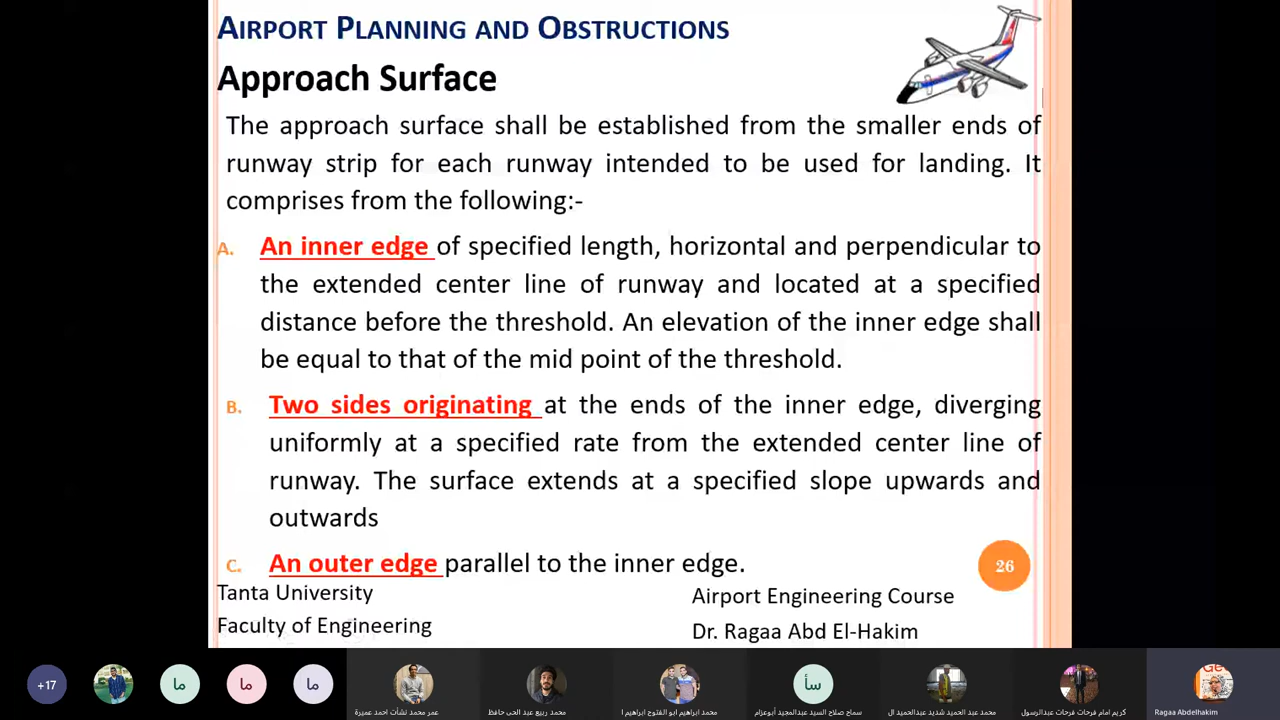 AIRPORT PLANNING AND OBSTRUCTIONS
Approach Surface
The approach surface shall be established from the smaller ends of
runway strip for each runway intended to be used for landing. It
comprises from the following:-
A. An inner edge of specified length, horizontal and perpendicular to
the extended center line of runway and located at a specified
distance before the threshold. An elevation of the inner edge shall
be equal to that of the mid point of the threshold.
B. Two sides originating at the ends of the inner edge, diverging
uniformly at a specified rate from the extended center line of
runway. The surface extends at a specified slope upwards and
outwards
C. An outer edge parallel to the inner edge.
26
Tanta University
Faculty of Engineering
Airport Engineering Course
Dr. Ragaa Abd El-Hakim
+17
ما
ما
ما
سأ
عمر محمد نشأت احمد عميرة
محمد ربيع عبد الحى حافظ
محمد ابراهيم ابو الفتوح ابراهيم ا
سماح صلاح السيد عبدالمجيد أبوعزام
محمد عبد الحميد شديد عبدالحميد ال
كريم امام فرحات فرحات عبدالرسول
Ragaa Abdelhakim